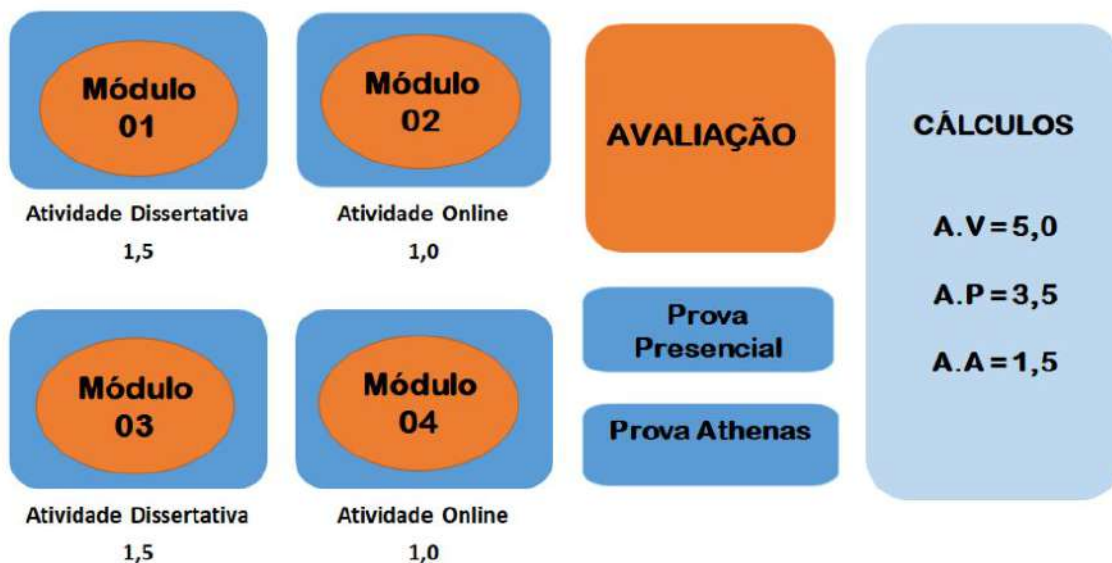 Módulo
01
Atividade Dissertativa
1,5
Módulo
02
Atividade Online
1,0
Módulo
03
Atividade Dissertativa
1,5
Módulo
04
Atividade Online
1,0
AVALIAÇÃO
Prova
Presencial
Prova Athenas
CÁLCULOS
A.V=5,0
A.P=3,5
A.A=1,5